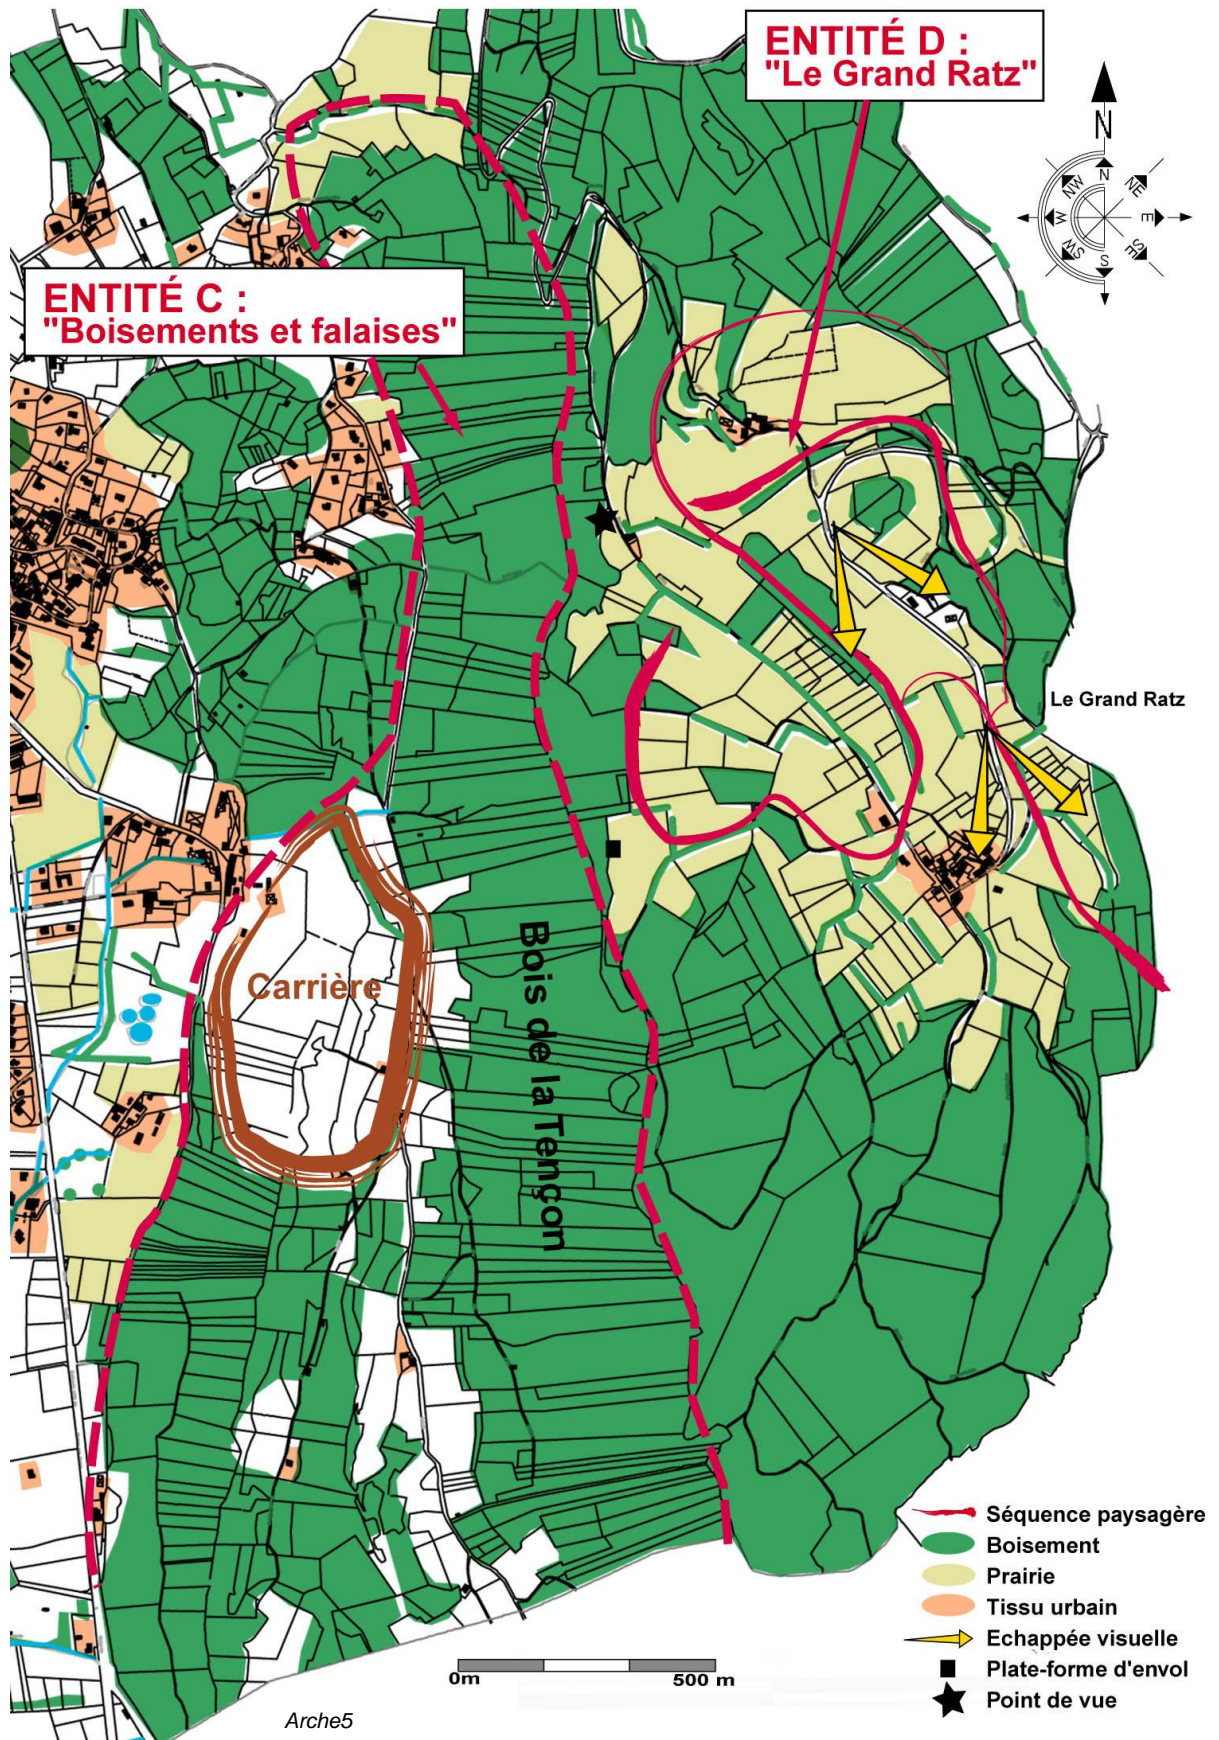 ENTITÉ D :
"Le Grand Ratz"
N
N
NE
E
SE
S
SW
W
NW
ENTITÉ C :
"Boisements et falaises"
Le Grand Ratz
Carrière
Bois de la Tençon
Séquence paysagère
Boisement
Prairie
Tissu urbain
Echappée visuelle
Plate-forme d'envol
Point de vue
0m 500 m
Arche5